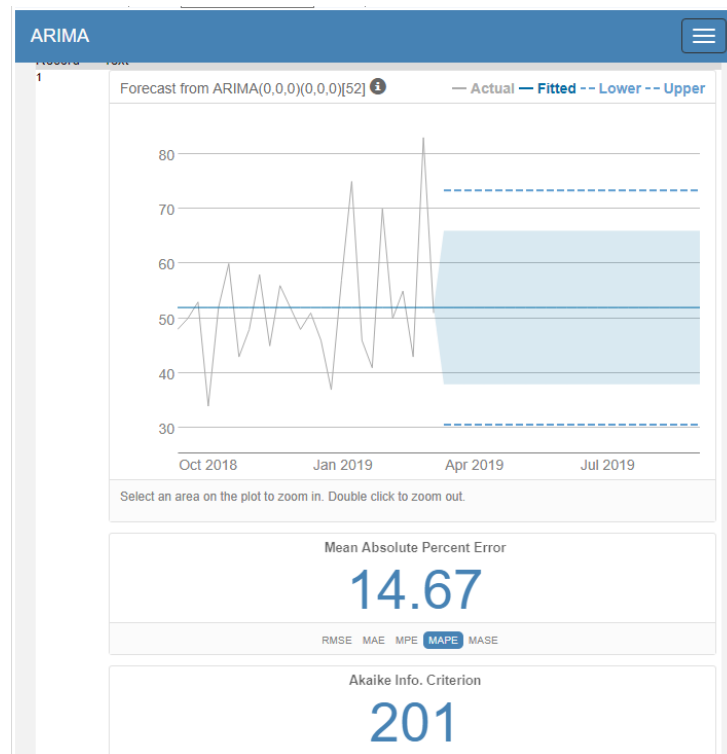 ARIMA
1
Forecast from ARIMA(0,0,0)(0,0,0)[52]
Actual Fitted Lower Upper
80
70
60
50
40
30
Oct 2018 Jan 2019 Apr 2019 Jul 2019
Select an area on the plot to zoom in. Double click to zoom out.
Mean Absolute Percent Error
14.67
RMSE MAE MPE MAPE MASE
Akaike Info. Criterion
201